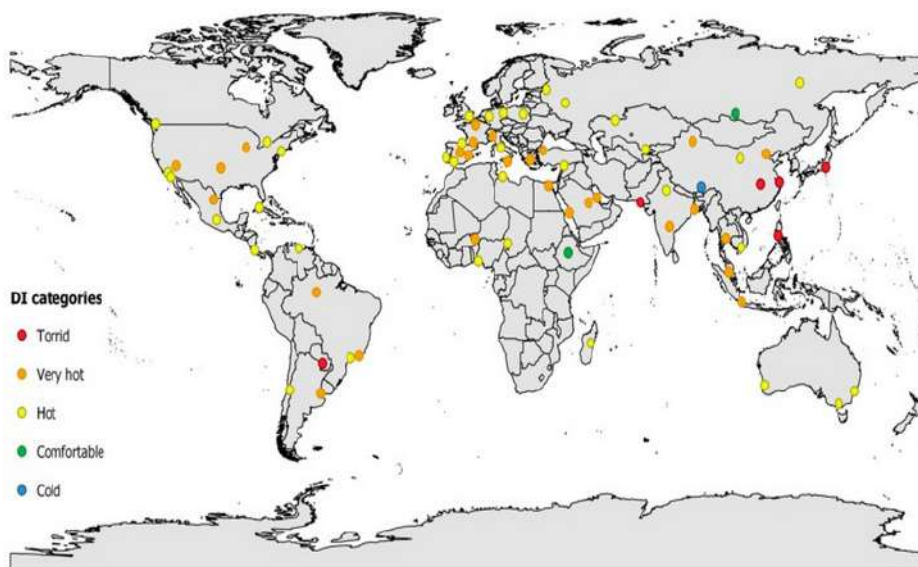 DI categories
Torrid
Very hot
Hot
Comfortable
Cold